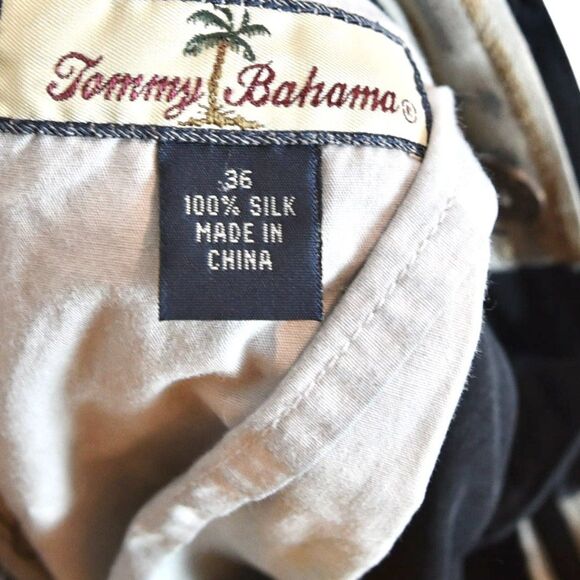 Tommy Bahama®
36
100% SILK
MADE IN
CHINA